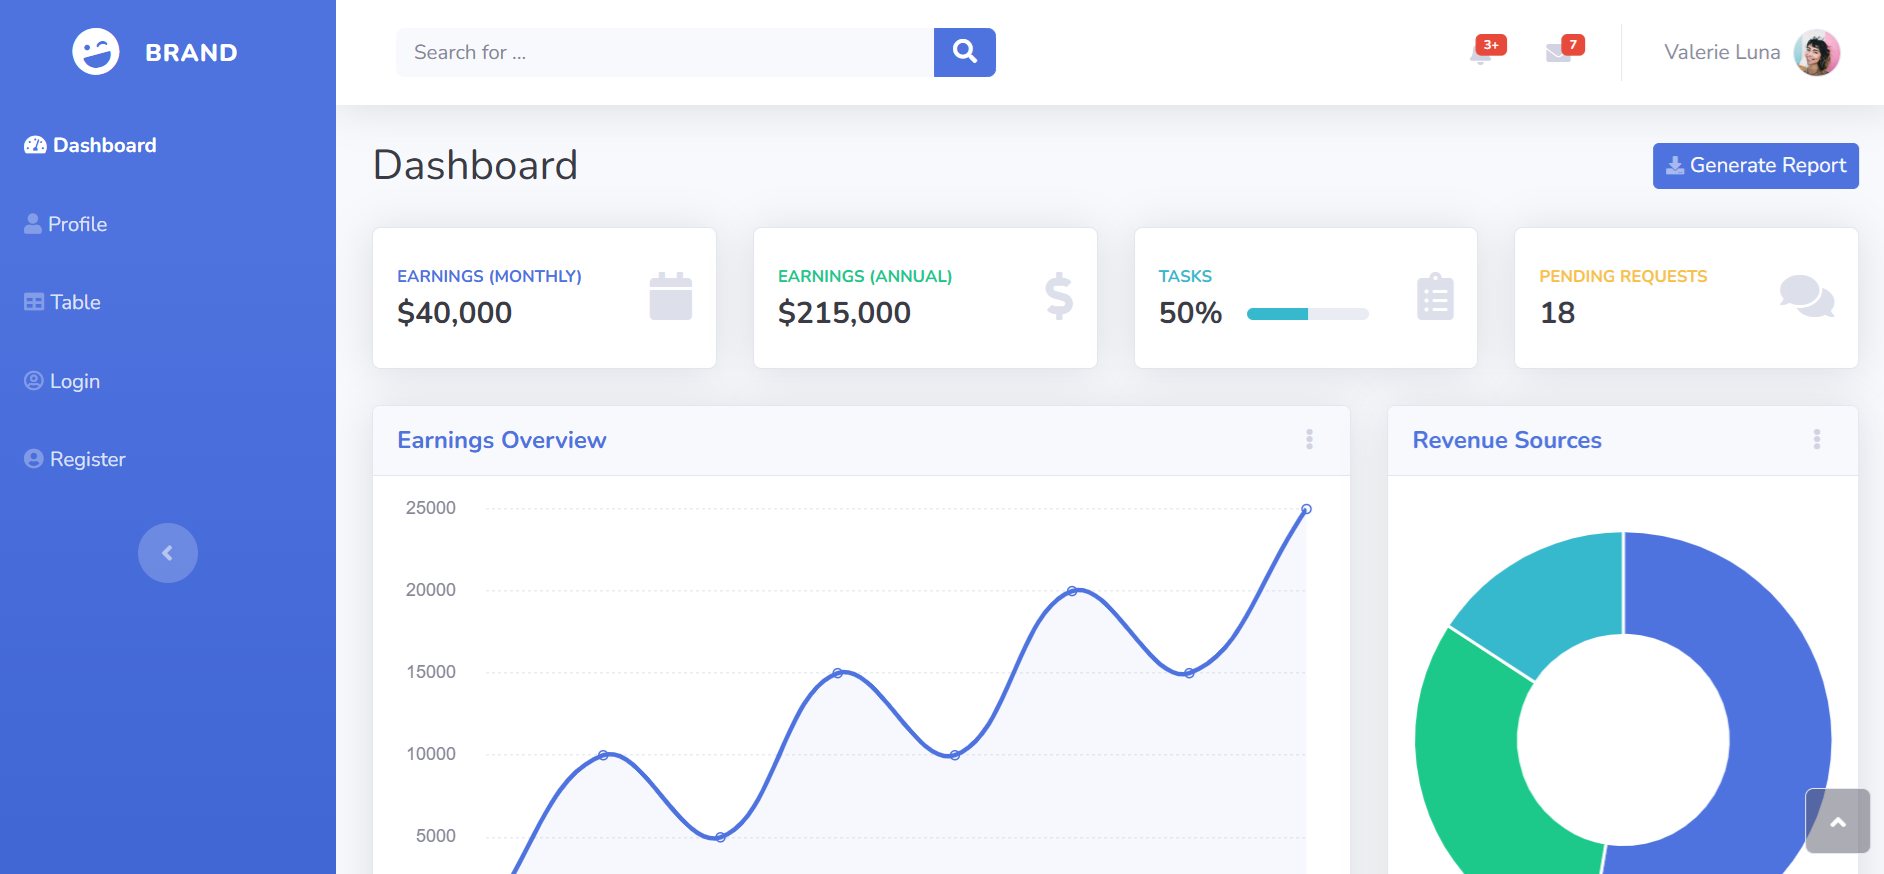 BRAND
Dashboard
Profile
Table
Login
Register
Search for ...
3+
7
Valerie Luna
Dashboard
Generate Report
EARNINGS (MONTHLY)
$40,000
EARNINGS (ANNUAL)
$215,000
TASKS
50%
PENDING REQUESTS
18
Earnings Overview
25000
20000
15000
10000
5000
Revenue Sources